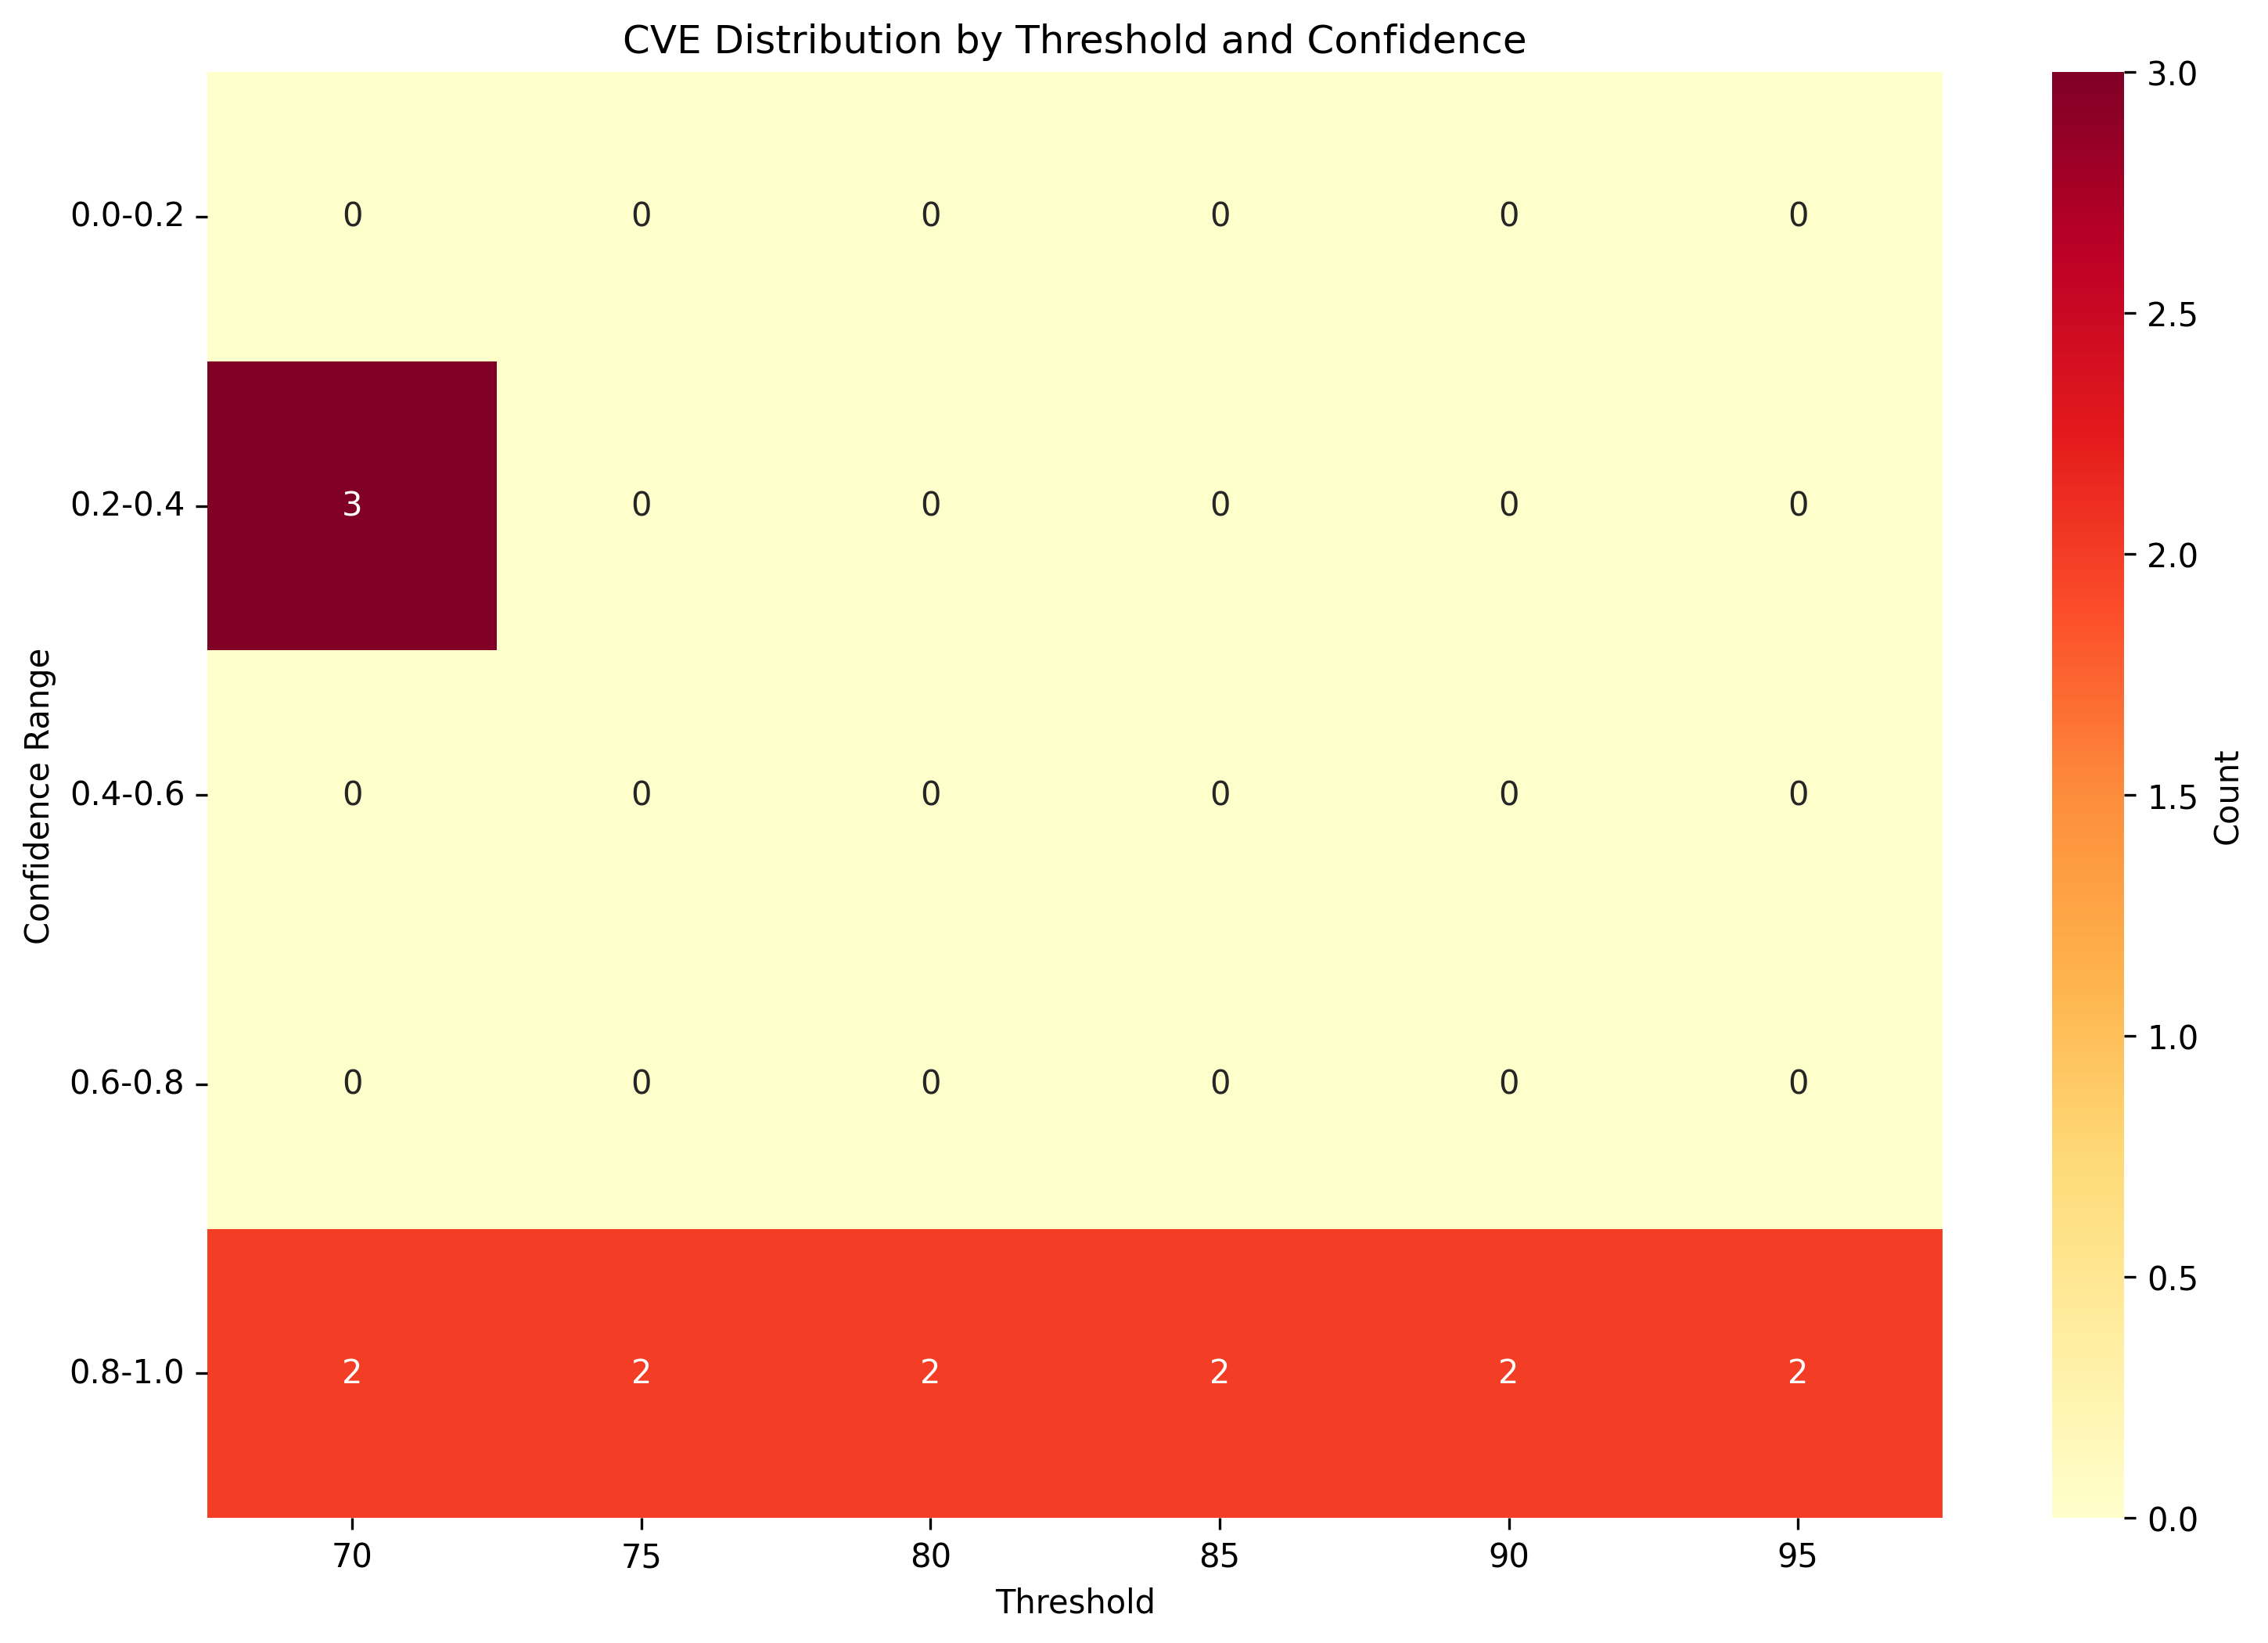 CVE Distribution by Threshold and Confidence
Confidence Range
0.0-0.2 0 0 0 0 0 0
0.2-0.4 3 0 0 0 0 0
0.4-0.6 0 0 0 0 0 0
0.6-0.8 0 0 0 0 0 0
0.8-1.0 2 2 2 2 2 2
70 75 80 85 90 95
Threshold
3.0
2.5
2.0
1.5
1.0
0.5
0.0
Count